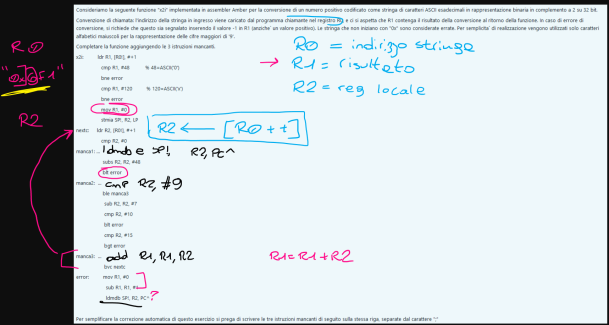 Consideriamo la seguente funzione "x2i" implementata in assembler Ambar per la conversione di un numero positivo codificato come stringa di caratteri ASCII esadecimali in rappresentazione binaria in complemento a 2 su 32 bit.
Convenzione di chiamata: l'indirizzo della stringa in ingresso viene caricato dal programma chiamante nel registro R0 e ci si aspetta che R1 contenga il risultato della conversione al ritorno della funzione. In caso di errore di
conversione, si richiede che questo sia segnalato inserendo il valore -1 in R1 (anziche' un valore positivo). Le stringhe che non iniziano con "0x" sono considerate errate. Per semplicita' di realizzazione vengono utilizzati solo caratteri
alfabetici maiuscoli per la rappresentazione delle cifre maggiori di '9'.
Completare la funzione aggiungendo le 3 istruzioni mancanti.
R0 = indirizzo stringa
R1 = risultato
R2 = reg locale
x2i: ldr R1, [R0], #+1
cmp R1, #48 % 48=ASCII('0')
bne error
cmp R1, #120 % 120=ASCII('x')
bne error
mov R1, #0
stmia SP!, R2, LP
nextc: ldr R2, [R0], #+1
R2 ← [R0 + t]
cmp R2, #0
manca1: ... ldmdb e SP!, R2, PC^
subs R2, R2, #48
blt error
manca2: ... cmp R2, #9
ble manca3
sub R2, R2, #7
cmp R2, #10
blt error
cmp R2, #15
bgt error
manca3: ... add R1, R1, R2
R1 = R1 + R2
bvc nextc
error: mov R1, #0
ldmdb SP!, R2, PC^ ?
Per semplificare la correzione automatica di questo esercizio si prega di scrivere le tre istruzioni mancanti di seguito sulla stessa riga, separate dal carattere ";"
R0
R2